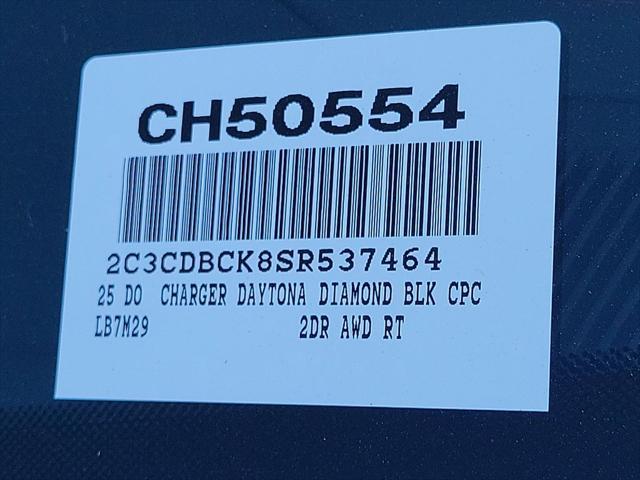 CH50554
2C3CDBCK8SR537464
25 DO CHARGER DAYTONA DIAMOND BLK CPC
LB7M29 2DR AWD RT